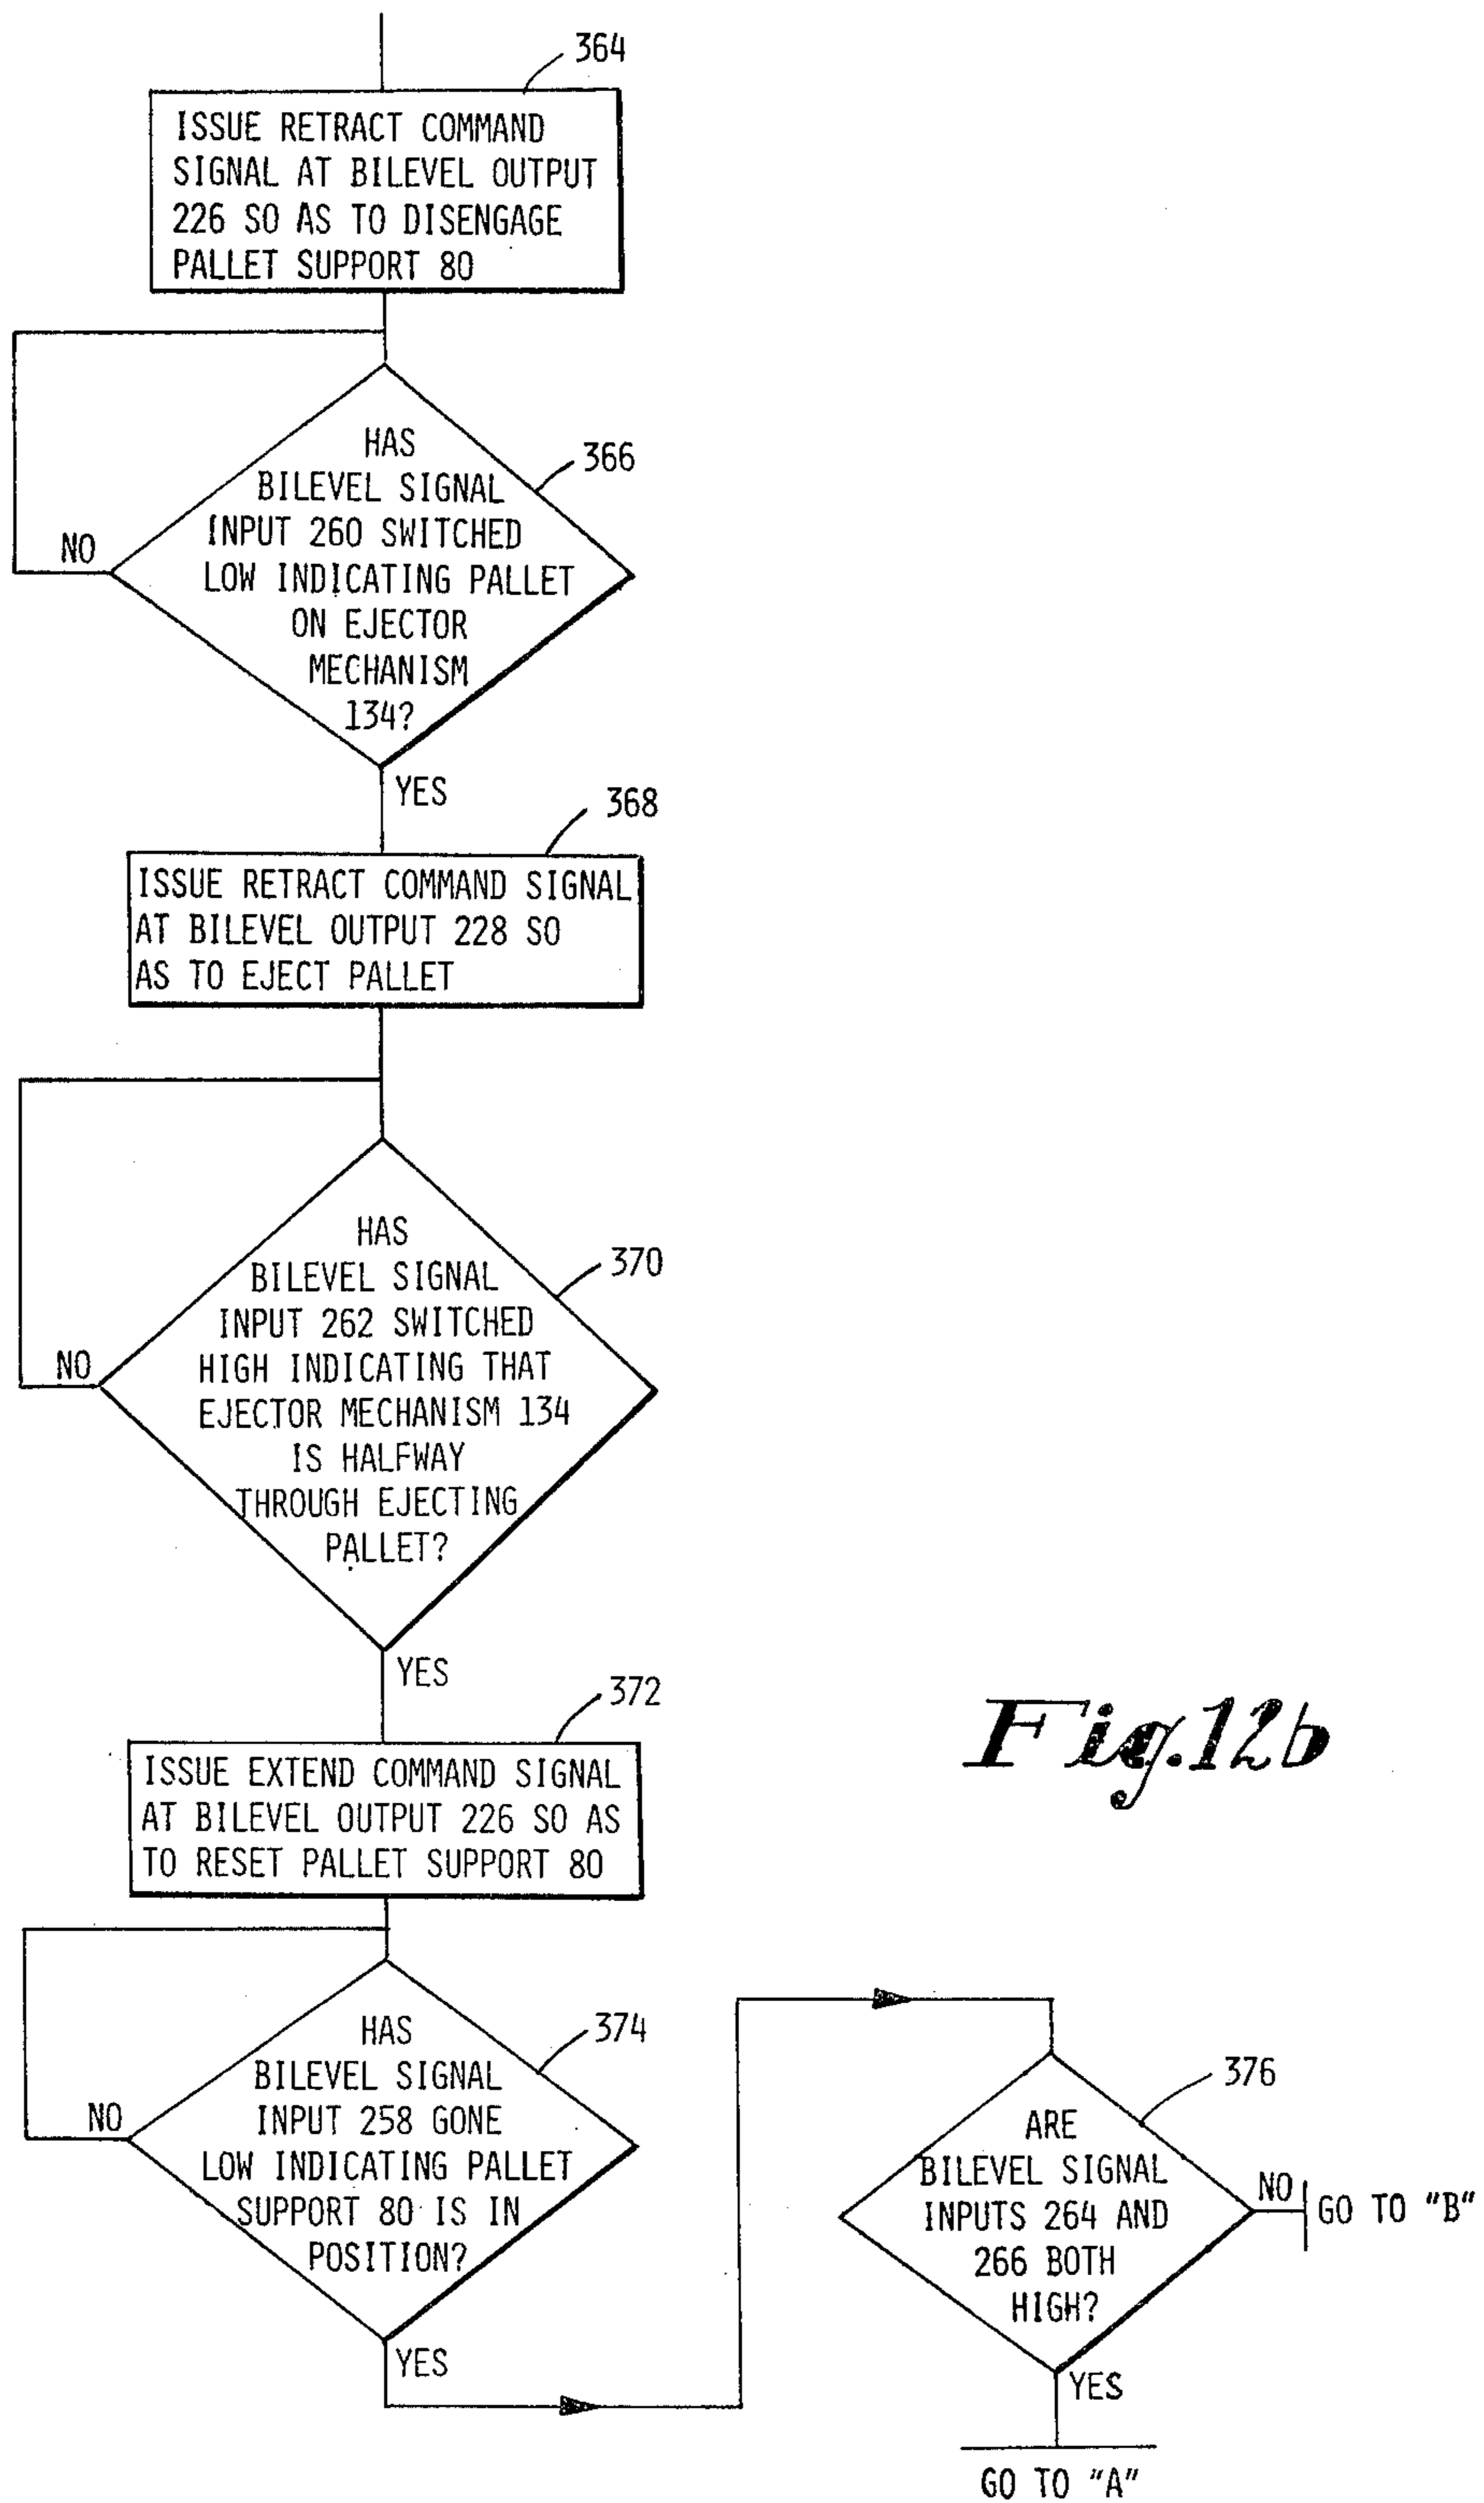 364
ISSUE RETRACT COMMAND
SIGNAL AT BILEVEL OUTPUT
226 SO AS TO DISENGAGE
PALLET SUPPORT 80
HAS
BILEVEL SIGNAL
INPUT 260 SWITCHED
LOW INDICATING PALLET
ON EJECTOR
MECHANISM
134?
366
NO
YES
368
ISSUE RETRACT COMMAND SIGNAL
AT BILEVEL OUTPUT 228 SO
AS TO EJECT PALLET
HAS
BILEVEL SIGNAL
INPUT 262 SWITCHED
HIGH INDICATING THAT
EJECTOR MECHANISM 134
IS HALFWAY
THROUGH EJECTING
PALLET?
370
NO
YES
372
ISSUE EXTEND COMMAND SIGNAL
AT BILEVEL OUTPUT 226 SO AS
TO RESET PALLET SUPPORT 80
HAS
BILEVEL SIGNAL
INPUT 258 GONE
LOW INDICATING PALLET
SUPPORT 80 IS IN
POSITION?
374
NO
YES
376
ARE
BILEVEL SIGNAL
INPUTS 264 AND
266 BOTH
HIGH?
NO
GO TO "B"
YES
GO TO "A"
Fig.12b